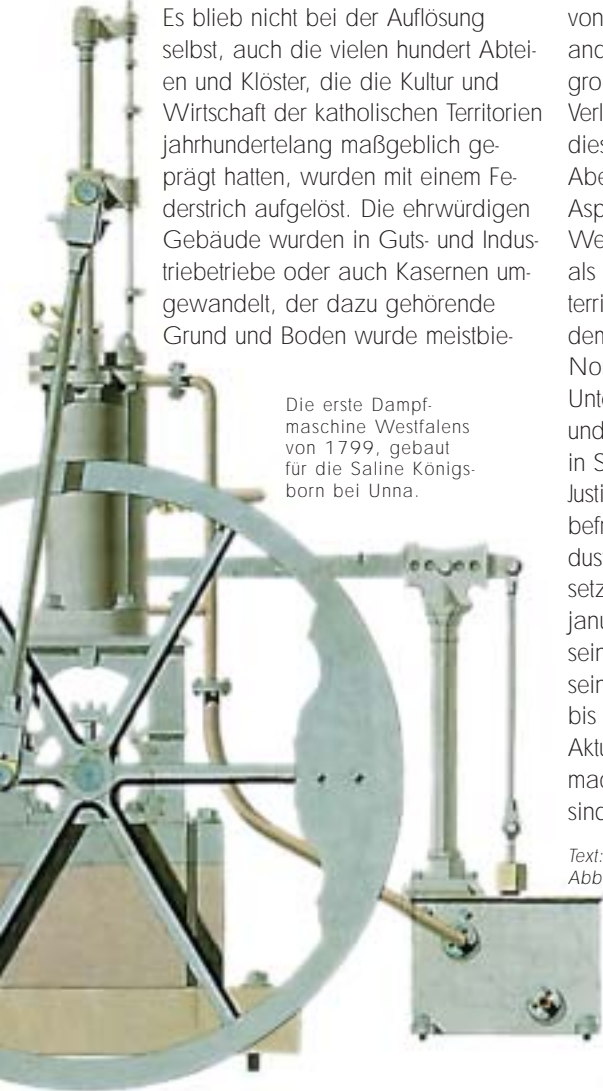 Es blieb nicht bei der Auflösung
selbst, auch die vielen hundert Abtei-
en und Klöster, die die Kultur und
Wirtschaft der katholischen Territorien
jahrhundertelang maßgeblich ge-
prägt hatten, wurden mit einem Fe-
derstrich aufgelöst. Die ehrwürdigen
Gebäude wurden in Guts- und Indus-
triebetriebe oder auch Kasernen um-
gewandelt, der dazu gehörende
Grund und Boden wurde meistbie-
Die erste Dampf-
maschine Westfalens
von 1799, gebaut
für die Saline Königs-
born bei Unna.
von
and
gro
Verl
dies
Abe
Asp
We
als
terri
dem
No
Unte
und
in S
Justi
befr
dus
setz
janu
sein
sein
bis
Aktu
mac
sind
Text:
Abb